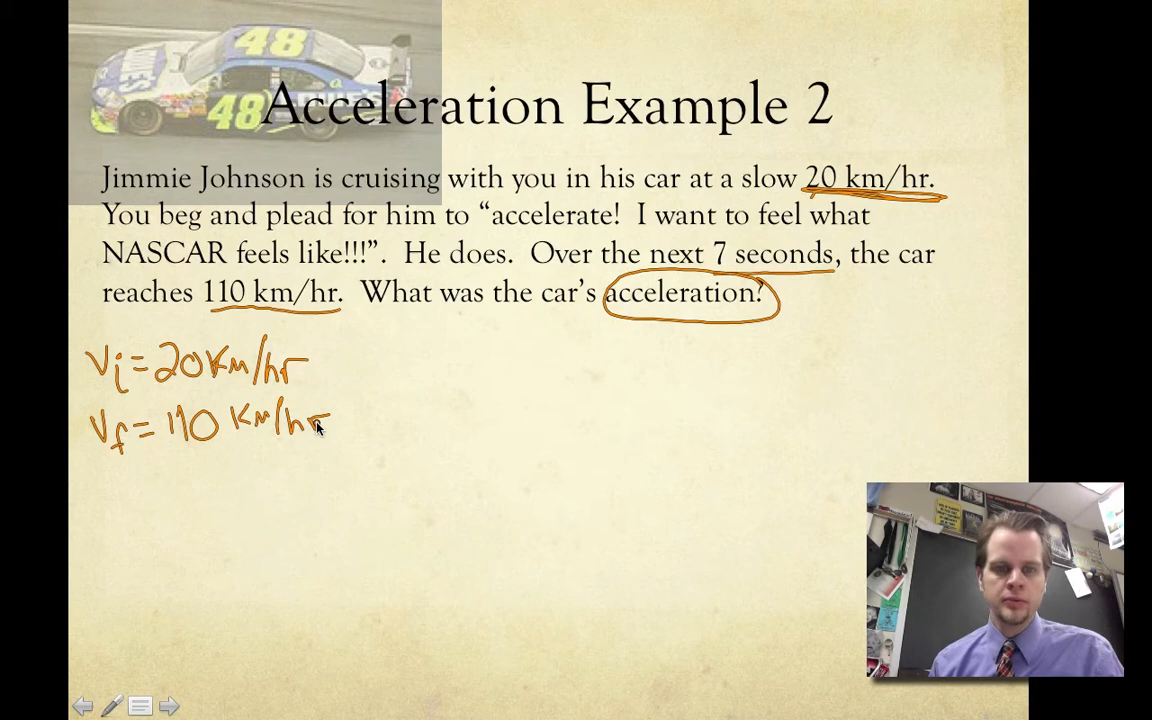 48
48
Acceleration Example 2
Jimmie Johnson is cruising with you in his car at a slow 20 km/hr.
You beg and plead for him to “accelerate!  I want to feel what
NASCAR feels like!!!”.  He does.  Over the next 7 seconds, the car
reaches 110 km/hr.  What was the car’s acceleration?
Vi = 20 Km/hr
Vf = 110 Km/hr